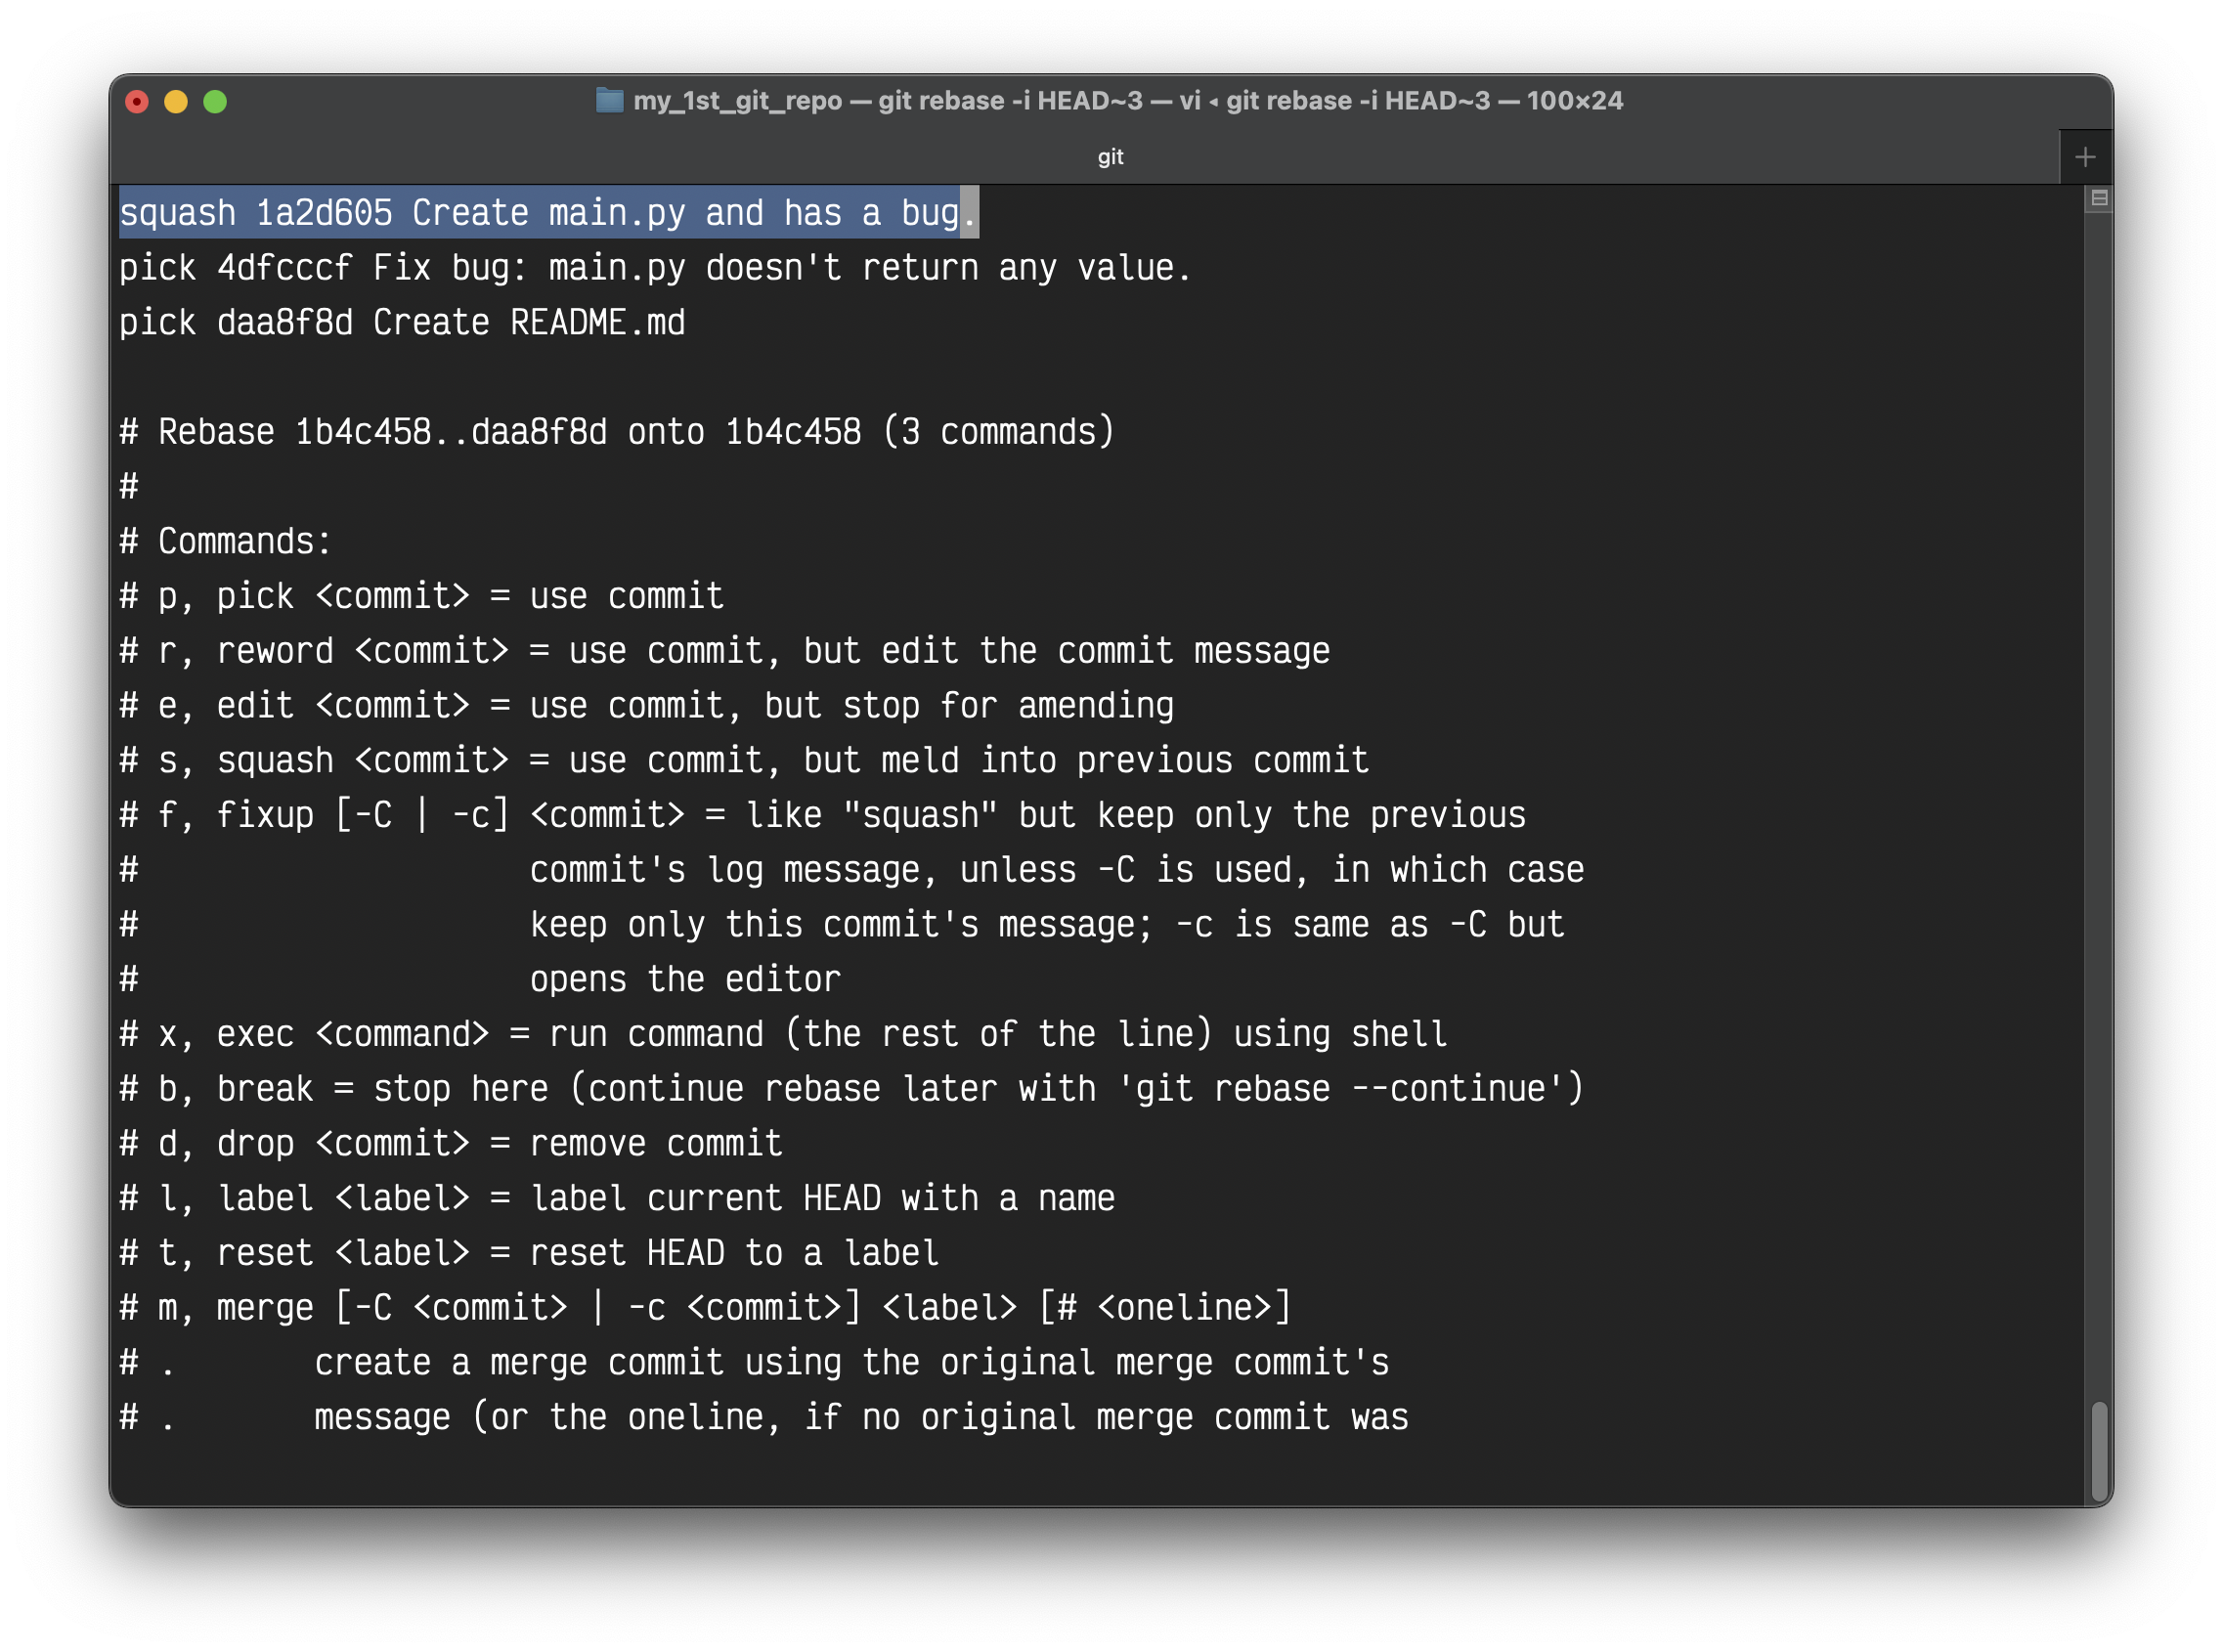 my_1st_git_repo — git rebase -i HEAD~3 — vi ◂ git rebase -i HEAD~3 — 100×24
git
squash 1a2d605 Create main.py and has a bug.
pick 4dfcccf Fix bug: main.py doesn't return any value.
pick daa8f8d Create README.md
# Rebase 1b4c458..daa8f8d onto 1b4c458 (3 commands)
#
# Commands:
# p, pick <commit> = use commit
# r, reword <commit> = use commit, but edit the commit message
# e, edit <commit> = use commit, but stop for amending
# s, squash <commit> = use commit, but meld into previous commit
# f, fixup [-C | -c] <commit> = like "squash" but keep only the previous
#                    commit's log message, unless -C is used, in which case
#                    keep only this commit's message; -c is same as -C but
#                    opens the editor
# x, exec <command> = run command (the rest of the line) using shell
# b, break = stop here (continue rebase later with 'git rebase --continue')
# d, drop <commit> = remove commit
# l, label <label> = label current HEAD with a name
# t, reset <label> = reset HEAD to a label
# m, merge [-C <commit> | -c <commit>] <label> [# <oneline>]
# .       create a merge commit using the original merge commit's
# .       message (or the oneline, if no original merge commit was